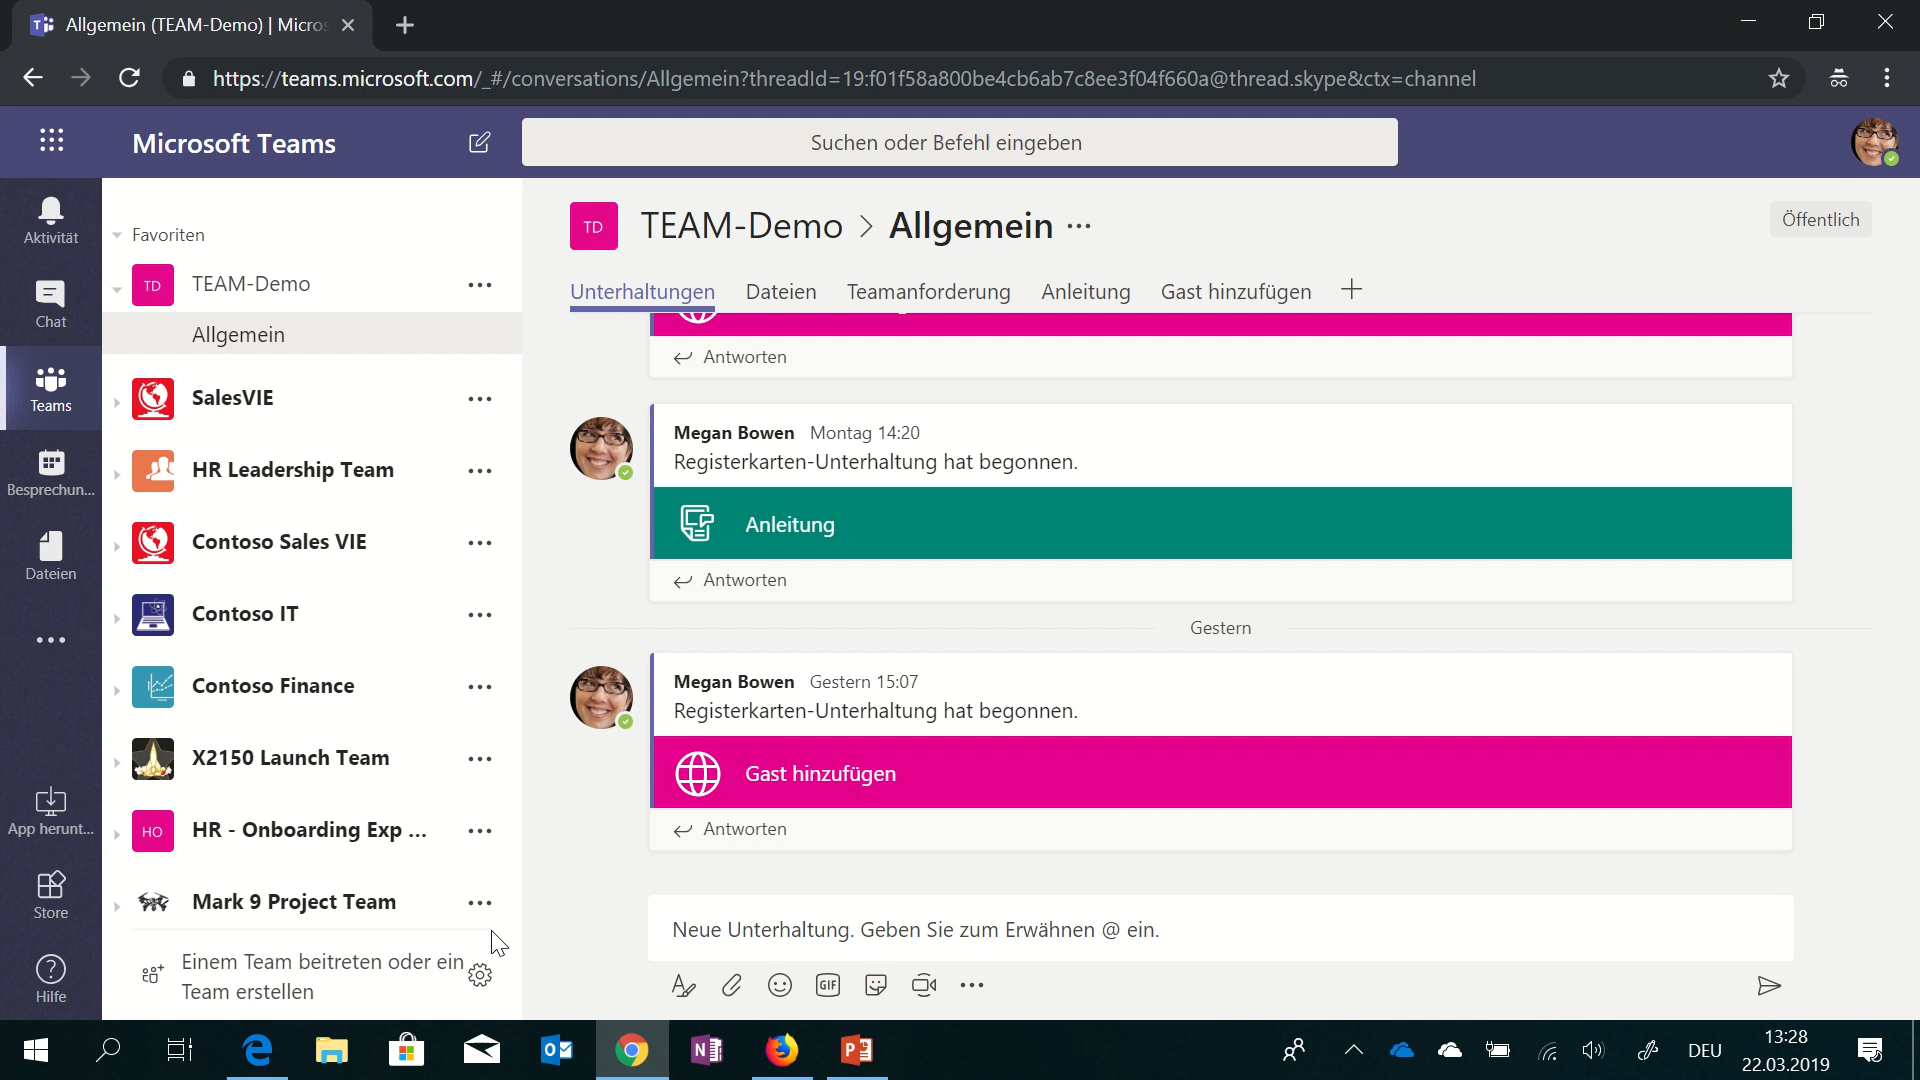 Allgemein (TEAM-Demo) | Micros
https://teams.microsoft.com/_#/conversations/Allgemein?threadId=19:f01f58a800be4cb6ab7c8ee3f04f660a@thread.skype&ctx=channel
Microsoft Teams
Suchen oder Befehl eingeben
Aktivität
Chat
Teams
Besprechun...
Dateien
App herunt...
Store
Hilfe
Favoriten
TD TEAM-Demo
Allgemein
SalesVIE
HR Leadership Team
Contoso Sales VIE
Contoso IT
Contoso Finance
X2150 Launch Team
HO HR - Onboarding Exp ...
Mark 9 Project Team
Einem Team beitreten oder ein
Team erstellen
TD TEAM-Demo > Allgemein ...
Öffentlich
Unterhaltungen Dateien Teamanforderung Anleitung Gast hinzufügen +
Antworten
Megan Bowen Montag 14:20
Registerkarten-Unterhaltung hat begonnen.
Anleitung
Antworten
Gestern
Megan Bowen Gestern 15:07
Registerkarten-Unterhaltung hat begonnen.
Gast hinzufügen
Antworten
Neue Unterhaltung. Geben Sie zum Erwähnen @ ein.
GIF
DEU
13:28
22.03.2019